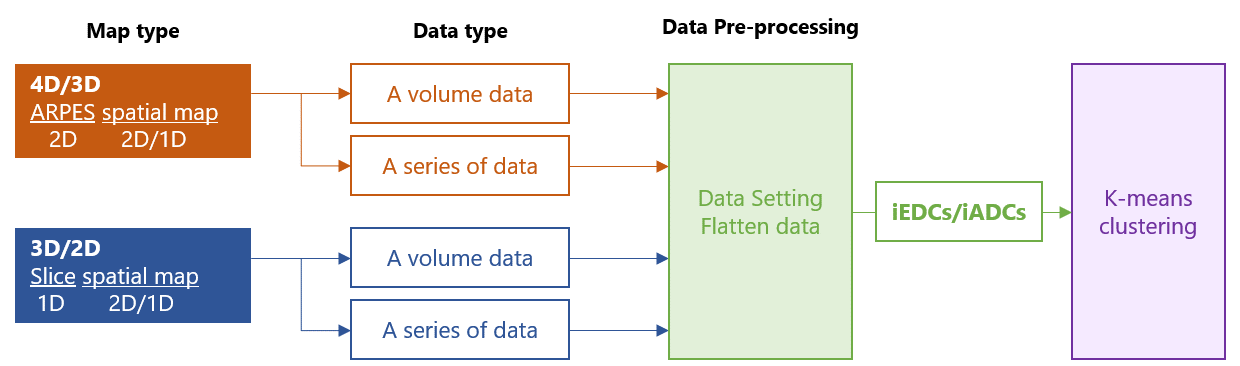 Map type
Data type
Data Pre-processing
4D/3D
ARPES spatial map
2D 2D/1D
A volume data
A series of data
3D/2D
Slice spatial map
1D 2D/1D
A volume data
A series of data
Data Setting
Flatten data
iEDCs/iADCs
K-means
clustering